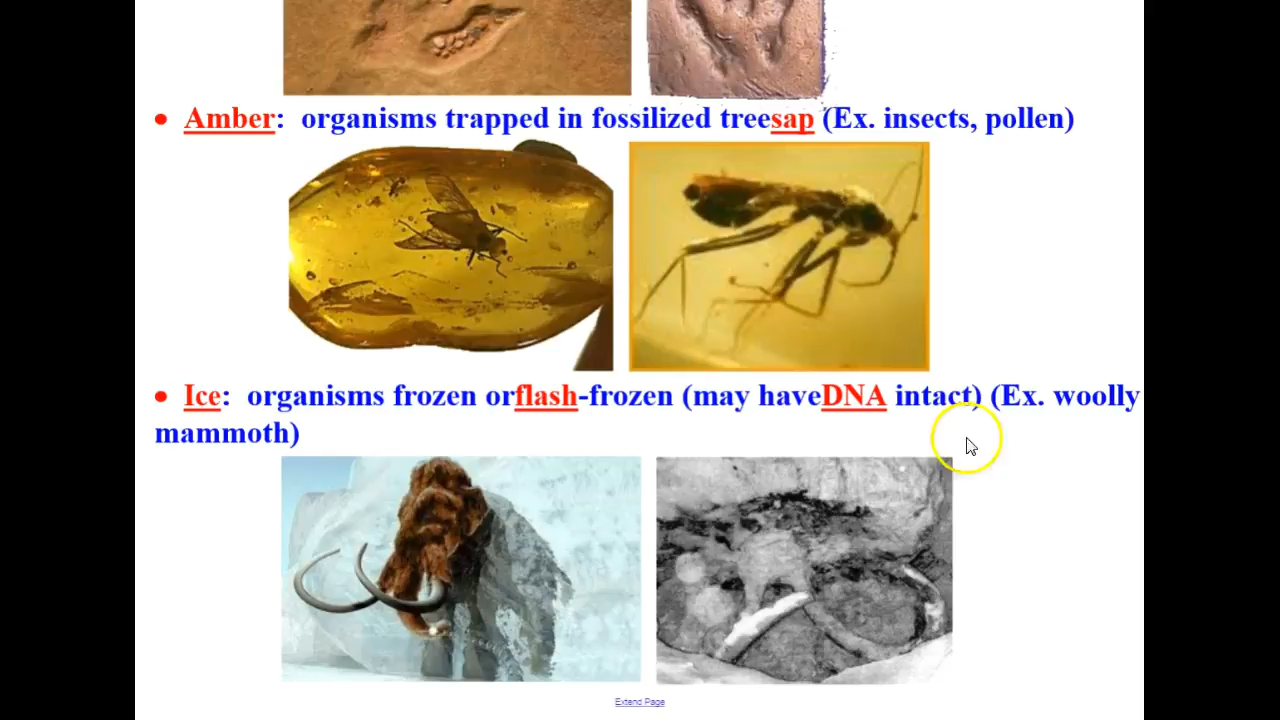 • Amber:  organisms trapped in fossilized treesap (Ex. insects, pollen)
• Ice:  organisms frozen orflash-frozen (may haveDNA intact) (Ex. woolly
mammoth)
Extend Page